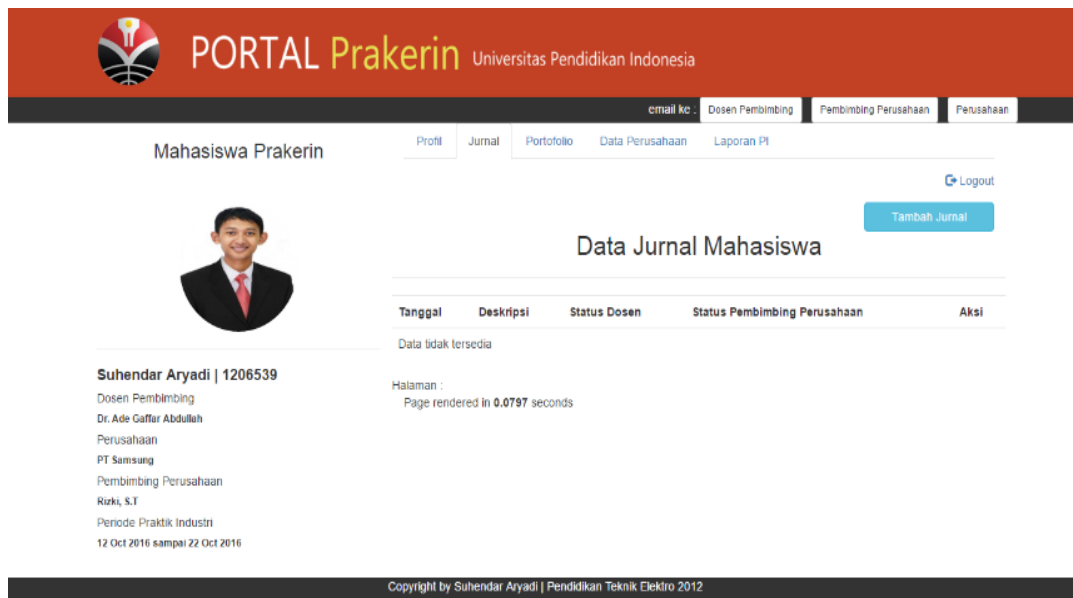 PORTAL Prakerin Universitas Pendidikan Indonesia
email ke : Dosen Pembimbing Pembimbing Perusahaan Perusahaan
Mahasiswa Prakerin
Profil Jurnal Portofolio Data Perusahaan Laporan PI
Logout
Tambah Jurnal
Data Jurnal Mahasiswa
Tanggal Deskripsi Status Dosen Status Pembimbing Perusahaan Aksi
Data tidak tersedia
Halaman :
Page rendered in 0.0797 seconds
Suhendar Aryadi | 1206539
Dosen Pembimbing
Dr. Ade Gaffar Abdullah
Perusahaan
PT Samsung
Pembimbing Perusahaan
Rizki, S.T
Periode Praktik Industri
12 Oct 2016 sampai 22 Oct 2016
Copyright by Suhendar Aryadi | Pendidikan Teknik Elektro 2012